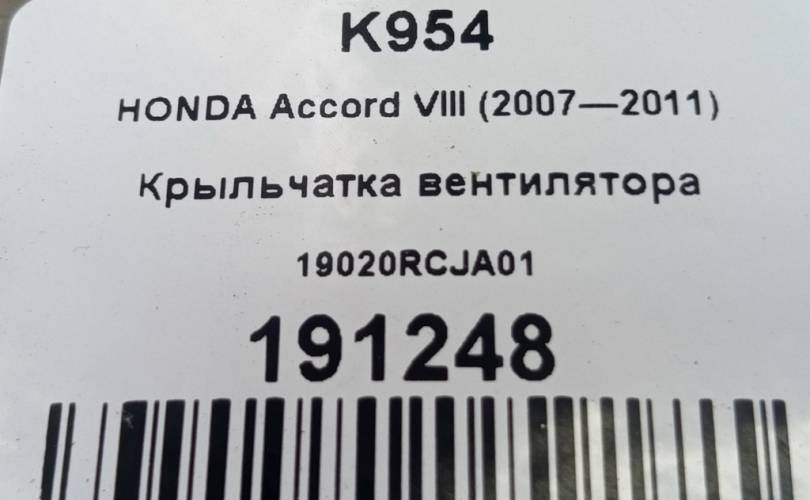 K954
HONDA Accord VIII (2007—2011)
Крыльчатка вентилятора
19020RCJA01
191248